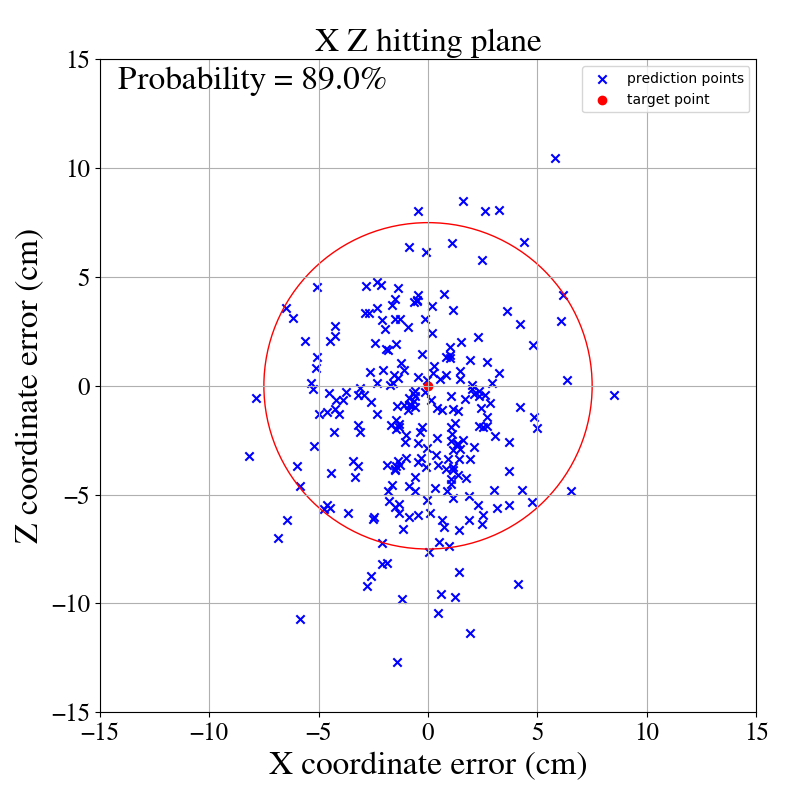 X Z hitting plane
Probability = 89.0%
prediction points
target point
Z coordinate error (cm)
15
10
5
0
−5
−10
−15
−15
−10
−5
0
5
10
15
X coordinate error (cm)